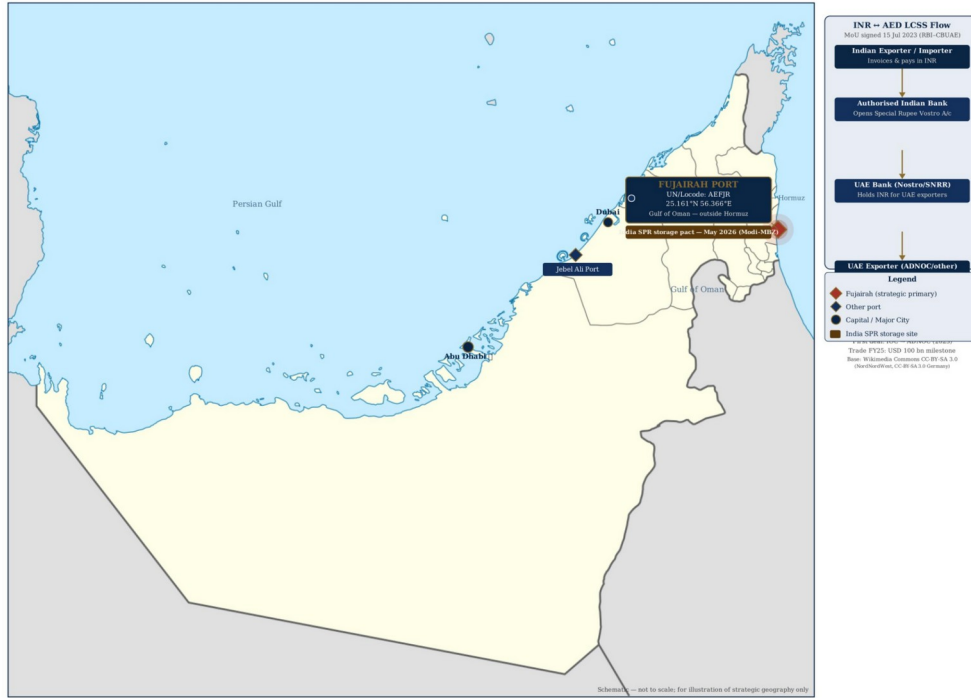 Persian Gulf
FUJAIRAH PORT
UN/Locode: AEFJR
25.161°N 56.366°E
Gulf of Oman — outside Hormuz
dia SPR storage pact — May 2026 (Modi-MBZ)
Hormuz
Dubai
Jebel Ali Port
Gulf of Oman
Abu Dhabi
Schematic — not to scale; for illustration of strategic geography only
INR ↔ AED LCSS Flow
MoU signed 15 Jul 2023 (RBI–CBUAE)
Indian Exporter / Importer
Invoices & pays in INR
Authorised Indian Bank
Opens Special Rupee Vostro A/c
UAE Bank (Nostro/SNRR)
Holds INR for UAE exporters
UAE Exporter (ADNOC/other)
Legend
Fujairah (strategic primary)
Other port
Capital / Major City
India SPR storage site
Trade FY25: USD 100 bn milestone
Base: Wikimedia Commons CC-BY-SA 3.0
(NordNordWest, CC-BY-SA 3.0 Germany)